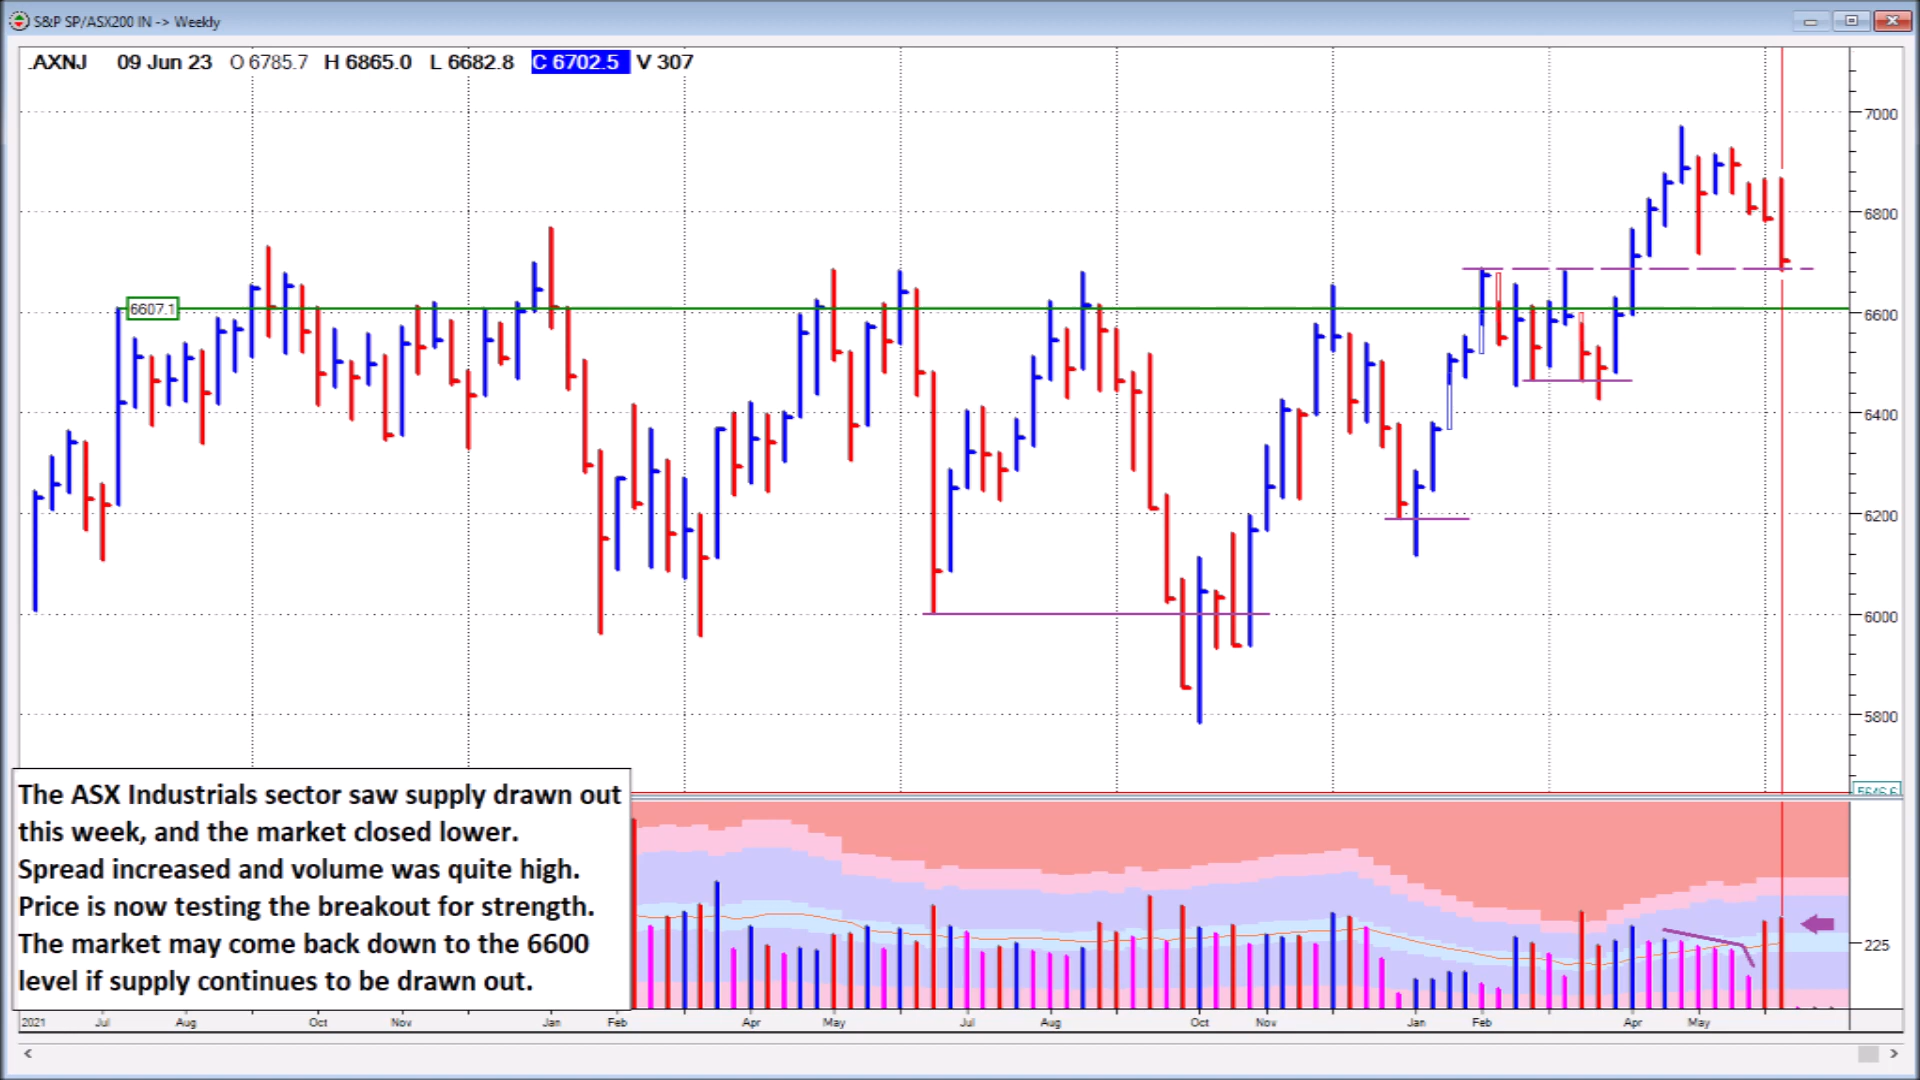 S&P SP/ASX200 IN -> Weekly
.AXNJ 09 Jun 23 O 6785.7 H 6865.0 L 6682.8 C 6702.5 V 307
7000
6800
6607.1
6600
6400
6200
6000
5800
The ASX Industrials sector saw supply drawn out
this week, and the market closed lower.
Spread increased and volume was quite high.
Price is now testing the breakout for strength.
The market may come back down to the 6600
level if supply continues to be drawn out.
225
2021 Jul Aug Oct Nov Jan Feb Apr May Jul Aug Oct Nov Jan Feb Apr May